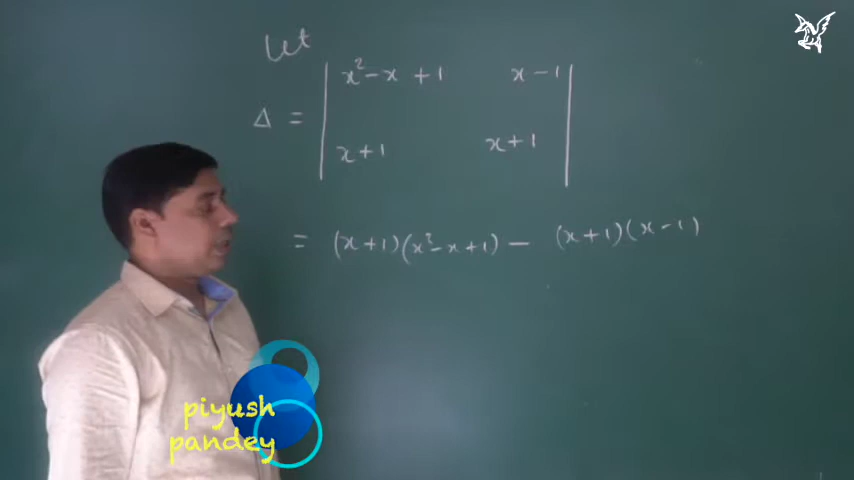 Let
Δ = | x² - x + 1 x - 1 |
| x + 1 x + 1 |
= (x+1)(x²-x+1) - (x+1)(x-1)
piyush
pandey